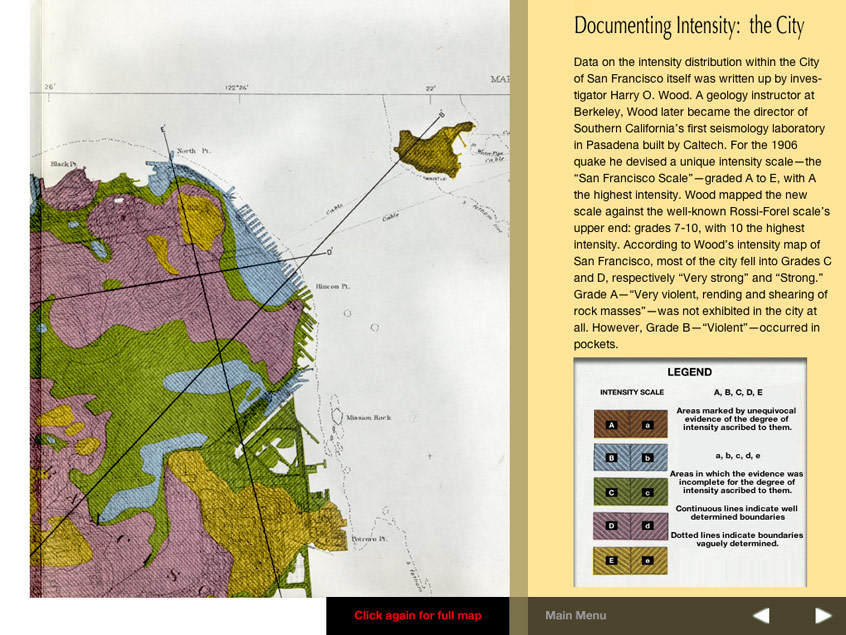 Documenting Intensity: the City
Data on the intensity distribution within the City
of San Francisco itself was written up by inves-
tigator Harry O. Wood. A geology instructor at
Berkeley, Wood later became the director of
Southern California's first seismology laboratory
in Pasadena built by Caltech. For the 1906
quake he devised a unique intensity scale—the
“San Francisco Scale”—graded A to E, with A
the highest intensity. Wood mapped the new
scale against the well-known Rossi-Forel scale's
upper end: grades 7-10, with 10 the highest
intensity. According to Wood's intensity map of
San Francisco, most of the city fell into Grades C
and D, respectively “Very strong” and “Strong.”
Grade A—“Very violent, rending and shearing of
rock masses”—was not exhibited in the city at
all. However, Grade B—“Violent”—occurred in
pockets.
LEGEND
INTENSITY SCALE
A, B, C, D, E
Areas marked by unequivocal
evidence of the degree of
intensity ascribed to them.
A a
B b
a, b, c, d, e
Areas in which the evidence was
incomplete for the degree of
intensity ascribed to them.
C c
Continuous lines indicate well
determined boundaries
D d
Dotted lines indicate boundaries
vaguely determined.
E e
26'
122°24'
22'
MAP
E'
B'
Black Pt.
North Pt.
Cable
Cable
D'
Rincon Pt.
Mission Rock
Potrero Pt.
Click again for full map
Main Menu